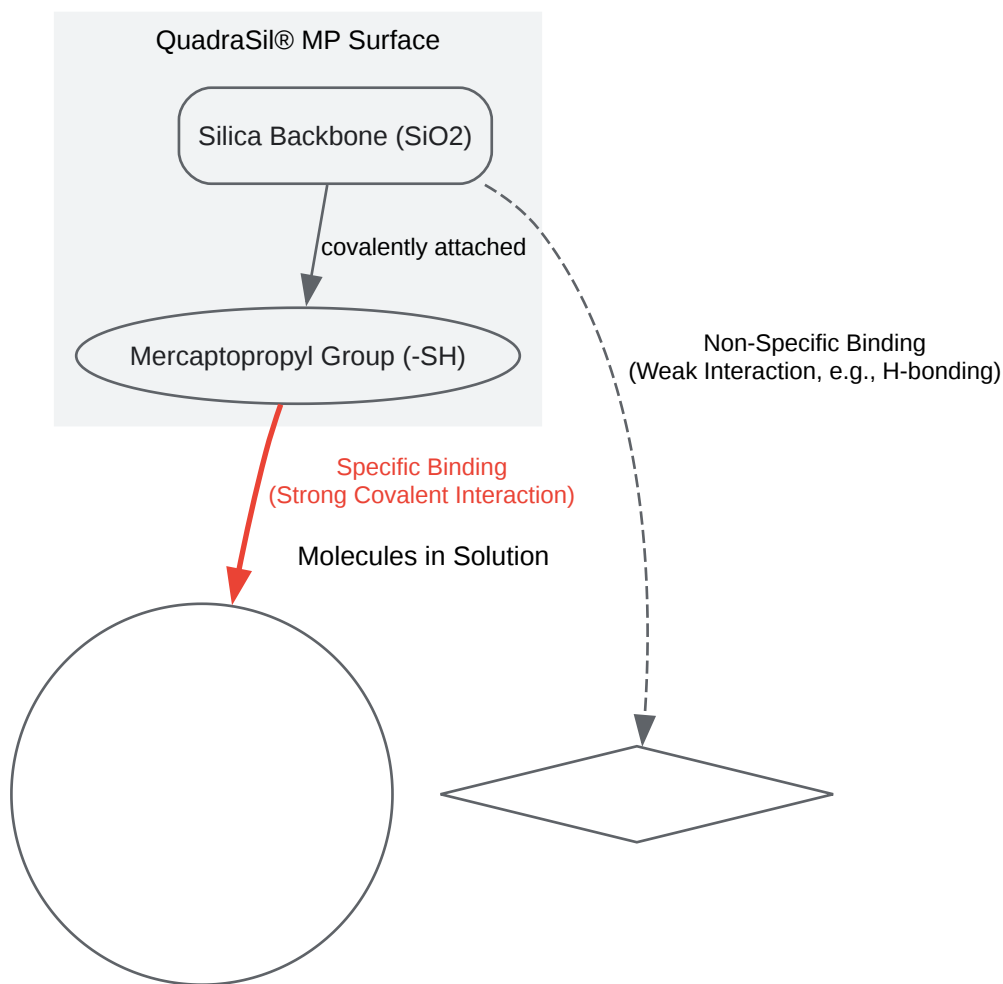 QuadraSil® MP Surface
Silica Backbone (SiO2)
covalently attached
Mercaptopropyl Group (-SH)
Non-Specific Binding
(Weak Interaction, e.g., H-bonding)
Specific Binding
(Strong Covalent Interaction)
Molecules in Solution